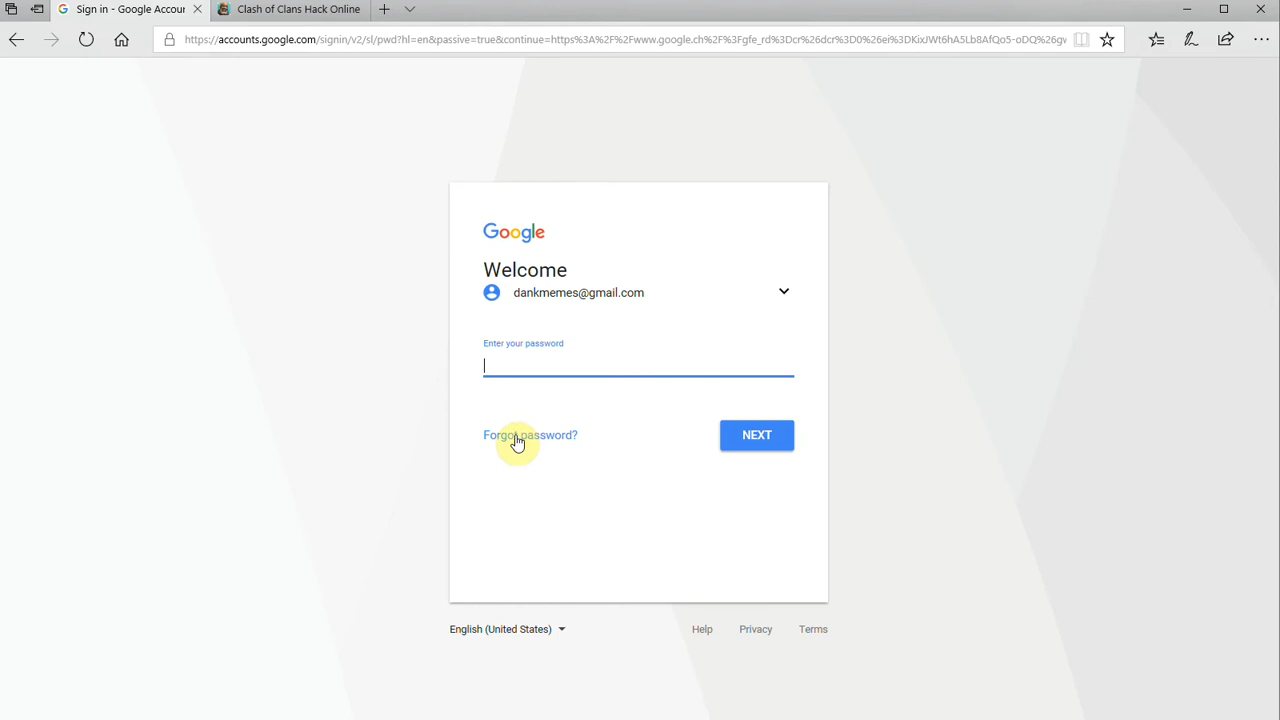 Sign in - Google Accour
Clash of Clans Hack Online
https://accounts.google.com/signin/v2/sl/pwd?hl=en&passive=true&continue=https%3A%2F%2Fwww.google.ch%2F%3Fgfe_rd%3Dcr%26dcr%3D0%26ei%3DKixJWt6hA5Lb8AfQo5-oDQ%26gv
Google
Welcome
dankmemes@gmail.com
Enter your password
Forgot password?
NEXT
English (United States)
Help Privacy Terms